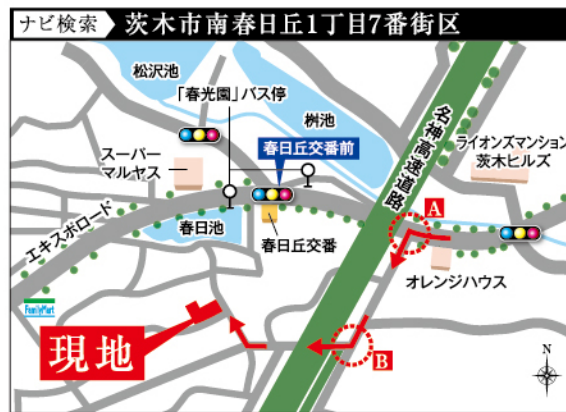 ナビ検索 茨木市南春日丘1丁目7番街区
松沢池
「春光園」バス停
桝池
名神高速道路
ライオンズマンション
茨木ヒルズ
スーパー
マルヤス
春日丘交番前
A
エキスポロード
春日池
春日丘交番
オレンジハウス
FamilyMart
現地
B
N